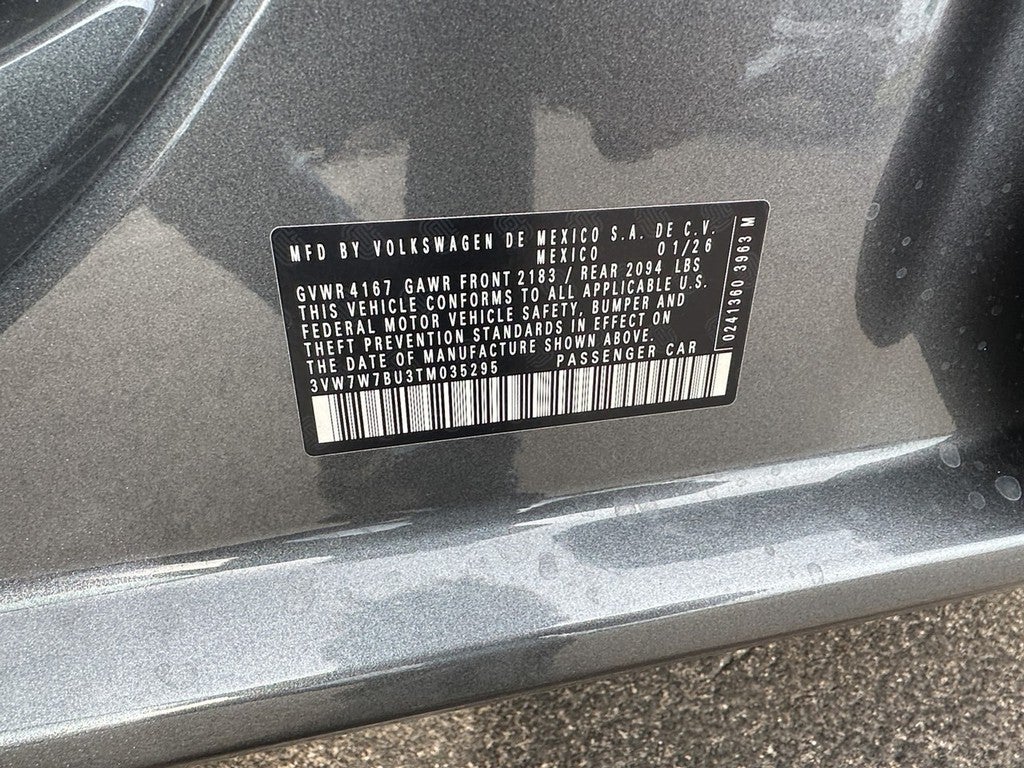 MFD BY VOLKSWAGEN DE MEXICO S.A. DE C.V.
MEXICO 01/26
GVWR 4167 GAWR FRONT 2183 / REAR 2094 LBS
THIS VEHICLE CONFORMS TO ALL APPLICABLE U.S.
FEDERAL MOTOR VEHICLE SAFETY, BUMPER AND
THEFT PREVENTION STANDARDS IN EFFECT ON
THE DATE OF MANUFACTURE SHOWN ABOVE.
3VW7W7BU3TM035295 PASSENGER CAR
0241360 3963 M